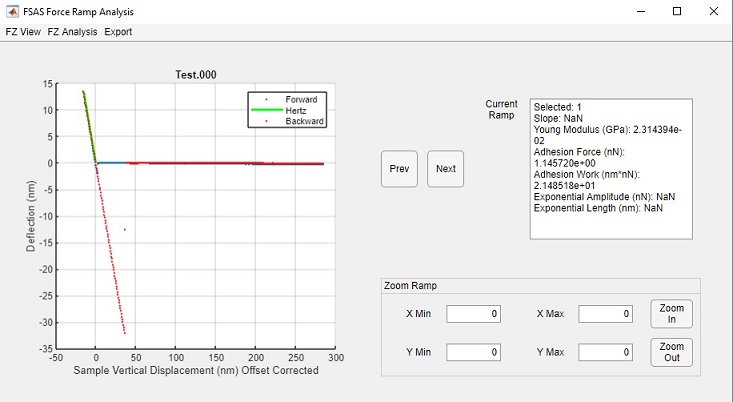 FSAS Force Ramp Analysis
FZ View FZ Analysis Export
Test.000
15
10
5
0
-5
-10
-15
-20
-25
-30
-35
Deflection (nm)
-50 0 50 100 150 200 250 300
Sample Vertical Displacement (nm) Offset Corrected
Forward
Hertz
Backward
Prev
Next
Current
Ramp
Selected: 1
Slope: NaN
Young Modulus (GPa): 2.314394e-
02
Adhesion Force (nN):
1.145720e+00
Adhesion Work (nm*nN):
2.148518e+01
Exponential Amplitude (nN): NaN
Exponential Length (nm): NaN
Zoom Ramp
X Min 0 X Max 0
Zoom
In
Y Min 0 Y Max 0
Zoom
Out